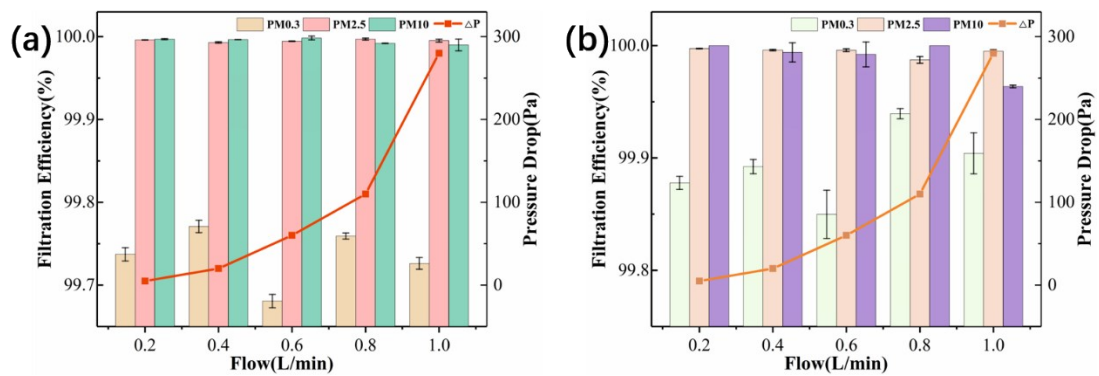 (a)
PM0.3 PM2.5 PM10 △P
Filtration Efficiency(%)
100.0
99.9
99.8
99.7
300
200
100
0
Pressure Drop(Pa)
0.2 0.4 0.6 0.8 1.0
Flow(L/min)
(b)
PM0.3 PM2.5 PM10 △P
Filtration Efficiency(%)
100.0
99.9
99.8
300
200
100
0
Pressure Drop(Pa)
0.2 0.4 0.6 0.8 1.0
Flow(L/min)